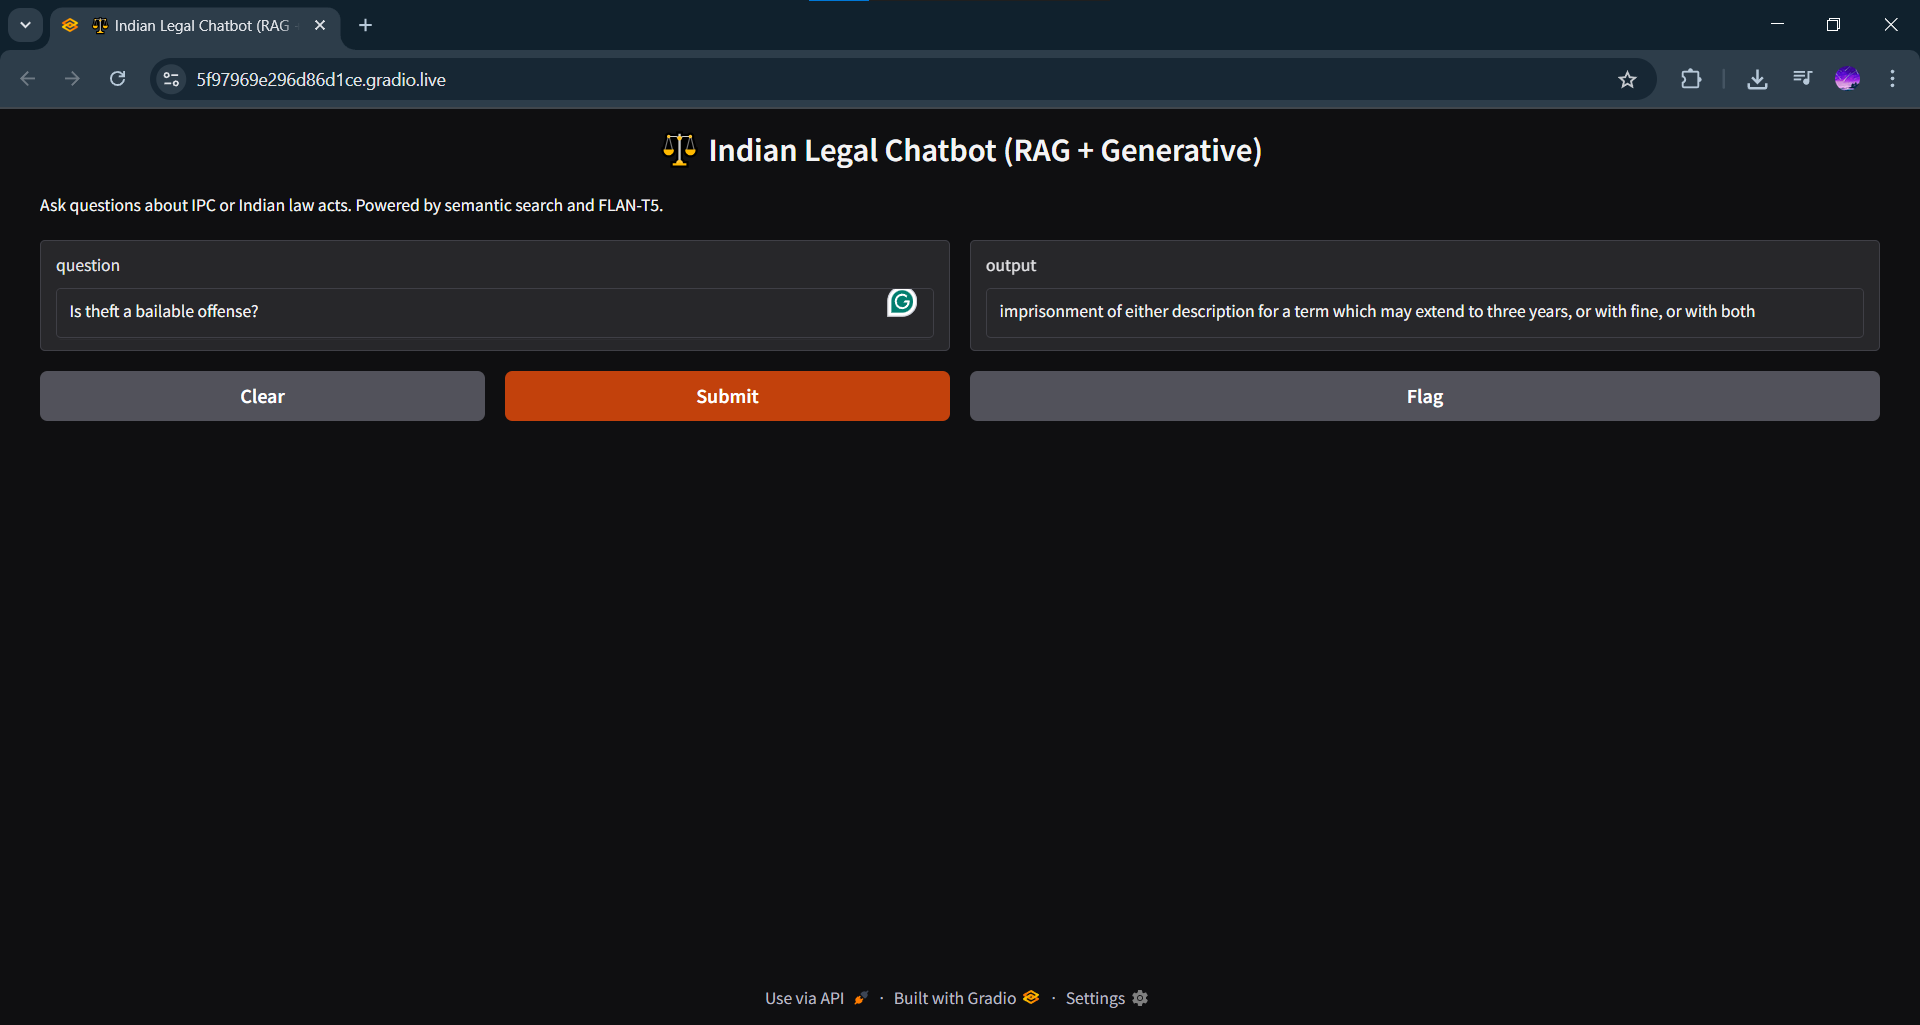 Indian Legal Chatbot (RAG -
5f97969e296d86d1ce.gradio.live
Indian Legal Chatbot (RAG + Generative)
Ask questions about IPC or Indian law acts. Powered by semantic search and FLAN-T5.
question
Is theft a bailable offense?
output
imprisonment of either description for a term which may extend to three years, or with fine, or with both
Clear
Submit
Flag
Use via API · Built with Gradio · Settings